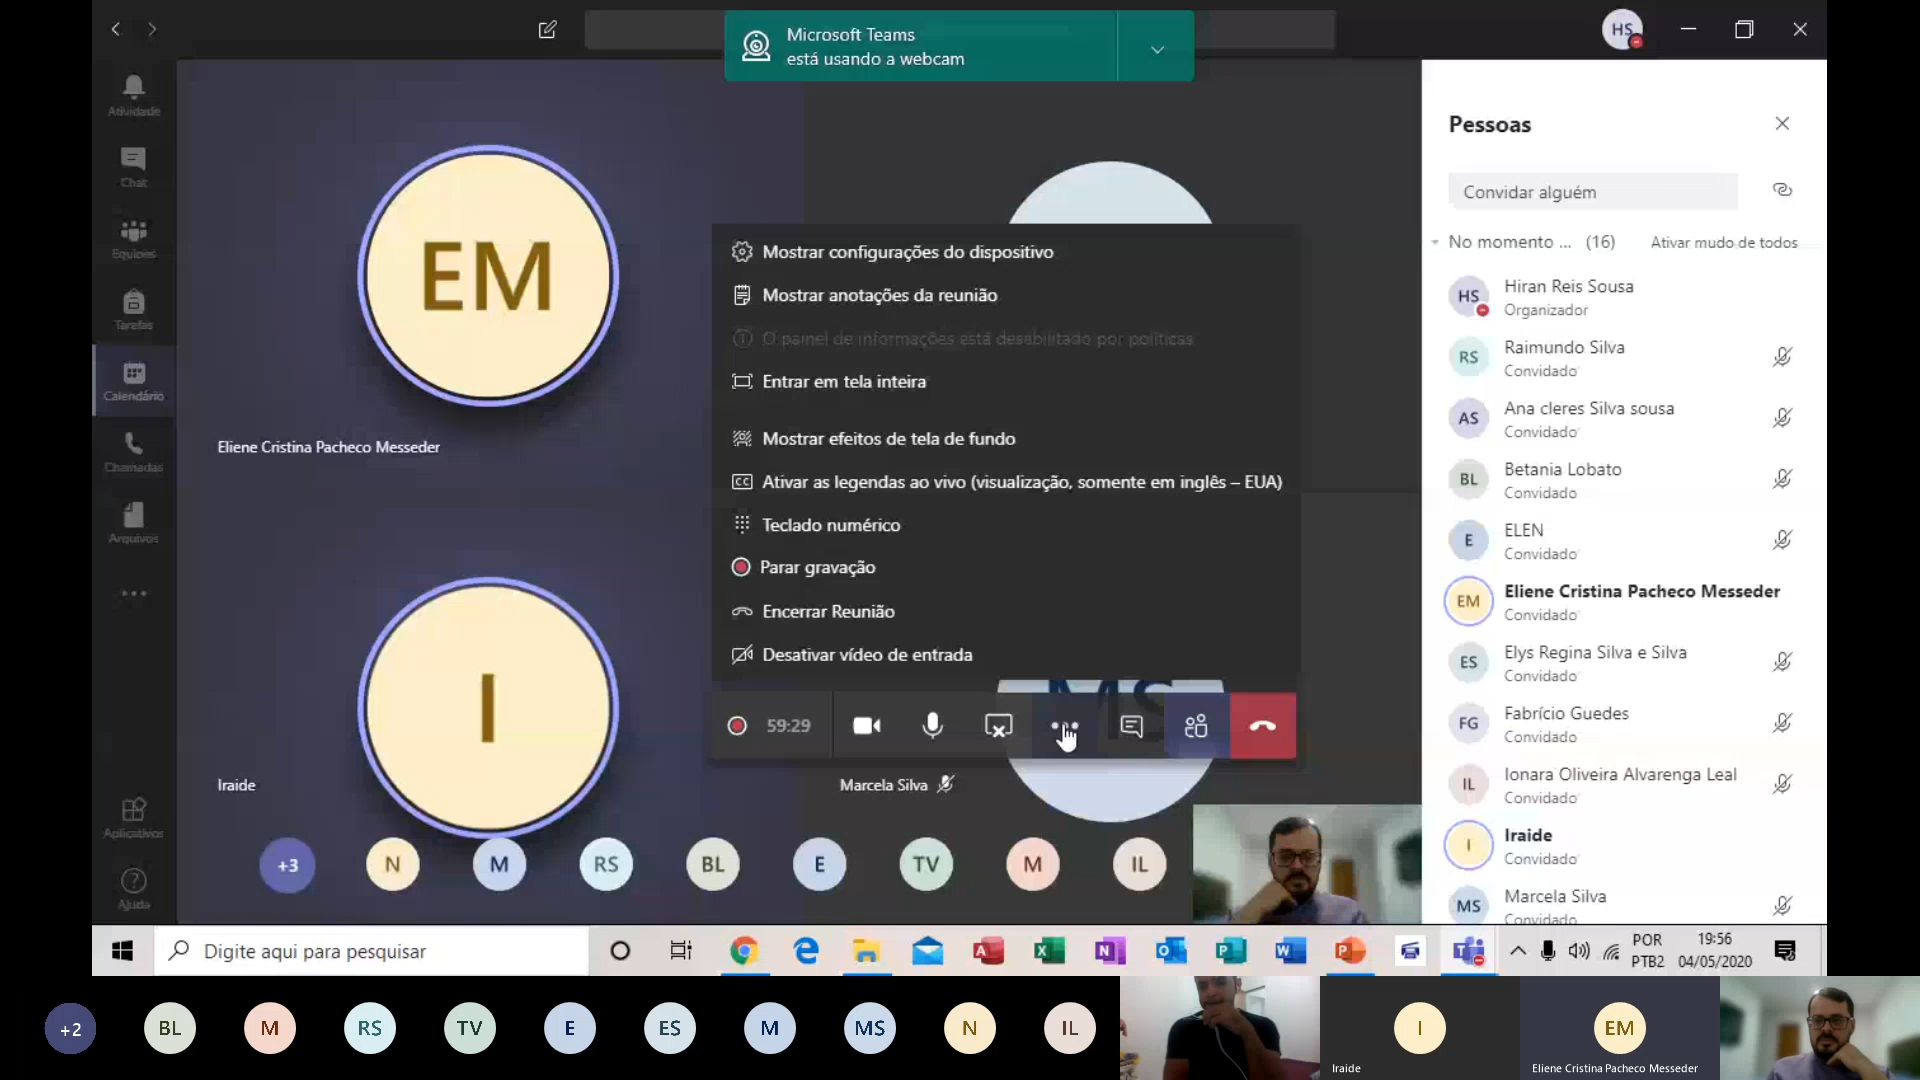 Microsoft Teams
está usando a webcam
HS
Atividade
Chat
Equipes
Tarefas
Calendário
Chamadas
Arquivos
Aplicativos
Ajuda
EM
Eliene Cristina Pacheco Messeder
I
Iraide
MS
Marcela Silva
Mostrar configurações do dispositivo
Mostrar anotações da reunião
O painel de informações está desabilitado por políticas
Entrar em tela inteira
Mostrar efeitos de tela de fundo
Ativar as legendas ao vivo (visualização, somente em inglês – EUA)
Teclado numérico
Parar gravação
Encerrar Reunião
Desativar vídeo de entrada
59:29
+3
N
M
RS
BL
E
TV
M
IL
Pessoas
Convidar alguém
No momento ... (16) Ativar mudo de todos
HS Hiran Reis Sousa
Organizador
RS Raimundo Silva
Convidado
AS Ana cleres Silva sousa
Convidado
BL Betania Lobato
Convidado
E ELEN
Convidado
EM Eliene Cristina Pacheco Messeder
Convidado
ES Elys Regina Silva e Silva
Convidado
FG Fabrício Guedes
Convidado
IL Ionara Oliveira Alvarenga Leal
Convidado
I Iraide
Convidado
MS Marcela Silva
Convidado
Digite aqui para pesquisar
POR
PTB2
19:56
04/05/2020
+2
BL
M
RS
TV
E
ES
M
MS
N
IL
I
Iraide
EM
Eliene Cristina Pacheco Messeder